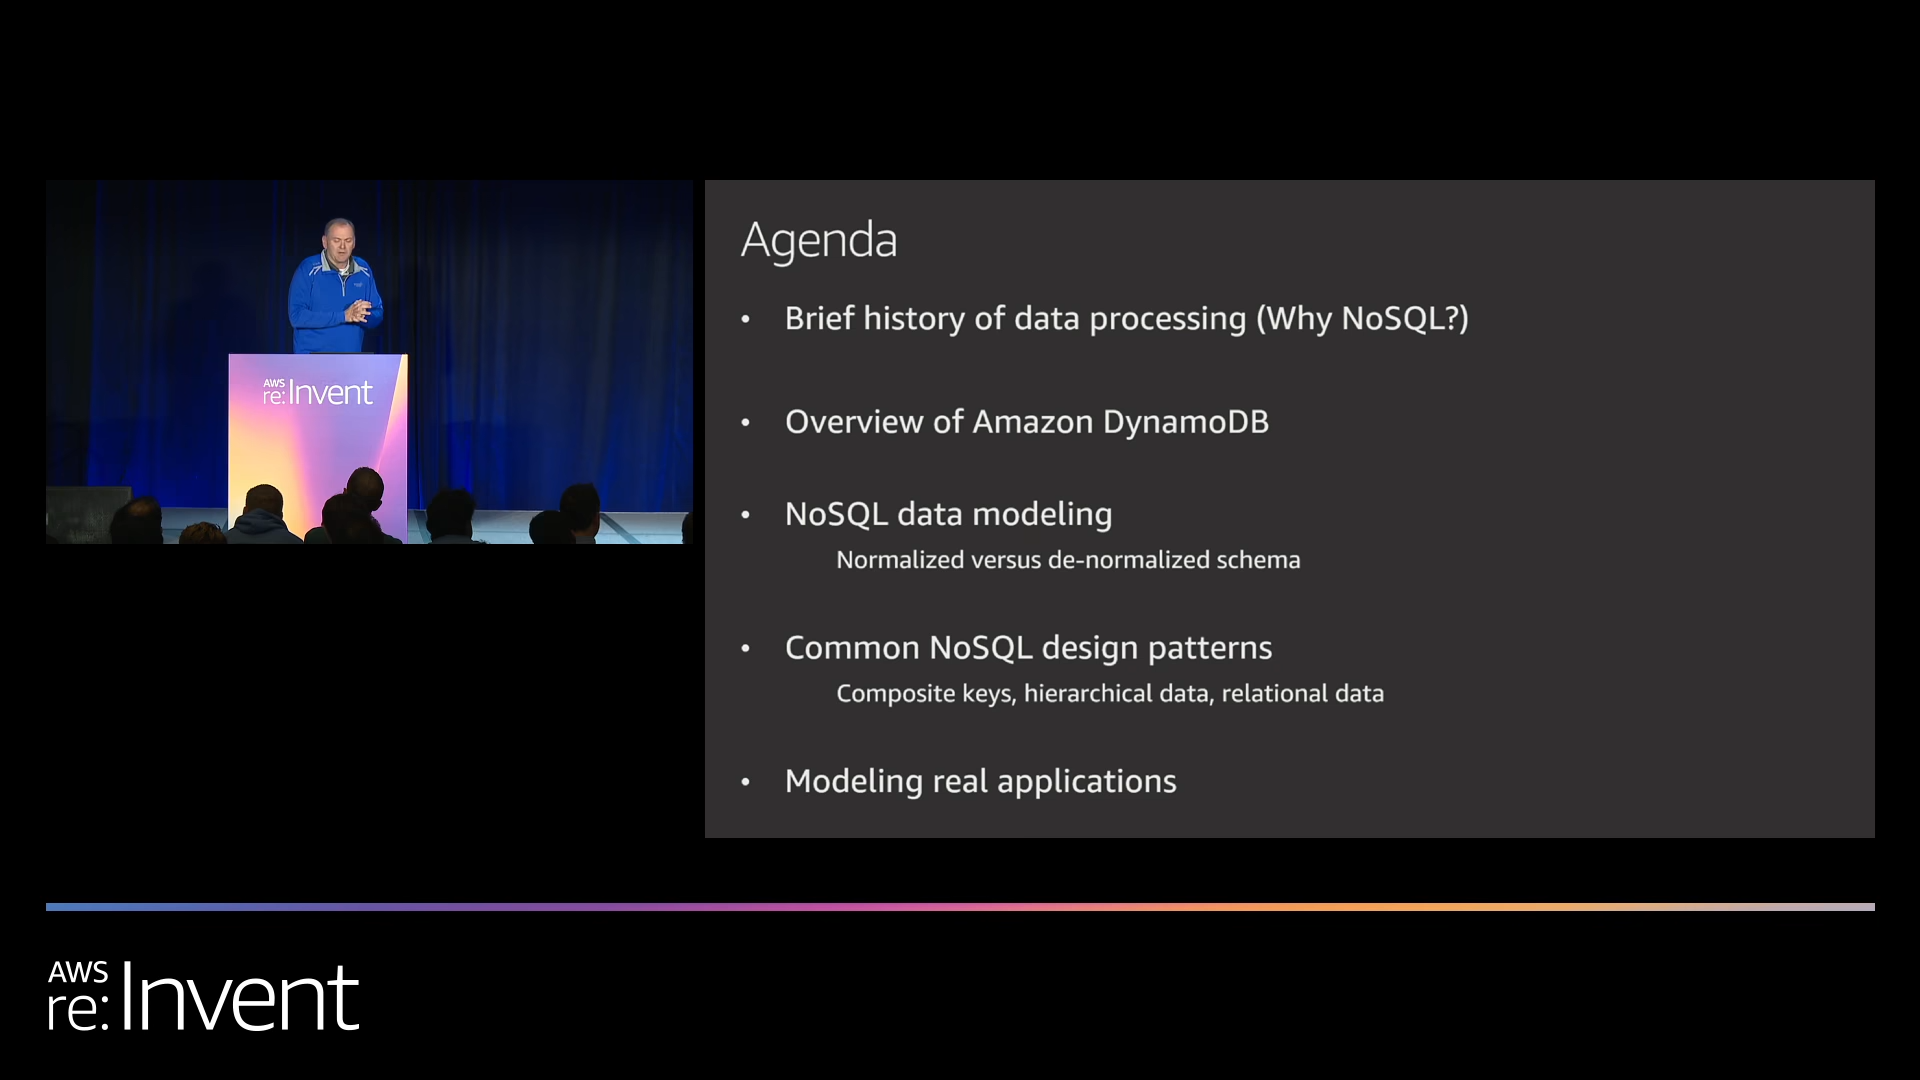 AWS
re:Invent
Agenda
• Brief history of data processing (Why NoSQL?)
• Overview of Amazon DynamoDB
• NoSQL data modeling
Normalized versus de-normalized schema
• Common NoSQL design patterns
Composite keys, hierarchical data, relational data
• Modeling real applications
AWS
re:Invent